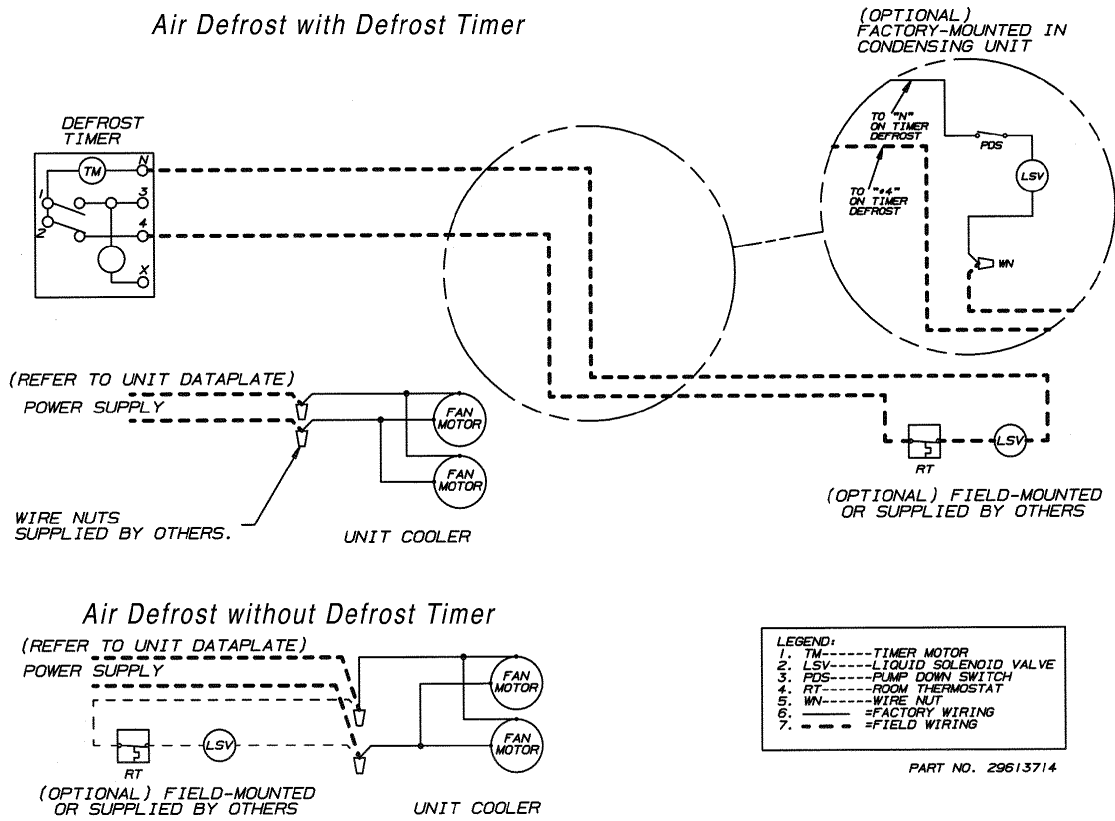 Air Defrost with Defrost Timer
(OPTIONAL)
FACTORY-MOUNTED IN
CONDENSING UNIT
TO "N"
ON TIMER
DEFROST
PDS
LSV
TO "#4"
ON TIMER
DEFROST
WN
DEFROST
TIMER
TM
N
1
3
2
4
X
(REFER TO UNIT DATAPLATE)
POWER SUPPLY
FAN
MOTOR
FAN
MOTOR
WIRE NUTS
SUPPLIED BY OTHERS.
UNIT COOLER
RT
LSV
(OPTIONAL) FIELD-MOUNTED
OR SUPPLIED BY OTHERS
Air Defrost without Defrost Timer
(REFER TO UNIT DATAPLATE)
POWER SUPPLY
FAN
MOTOR
FAN
MOTOR
LSV
RT
(OPTIONAL) FIELD-MOUNTED
OR SUPPLIED BY OTHERS
UNIT COOLER
LEGEND:
1. TM------TIMER MOTOR
2. LSV-----LIQUID SOLENOID VALVE
3. PDS-----PUMP DOWN SWITCH
4. RT------ROOM THERMOSTAT
5. WN------WIRE NUT
6. =FACTORY WIRING
7. =FIELD WIRING
PART NO. 29613714